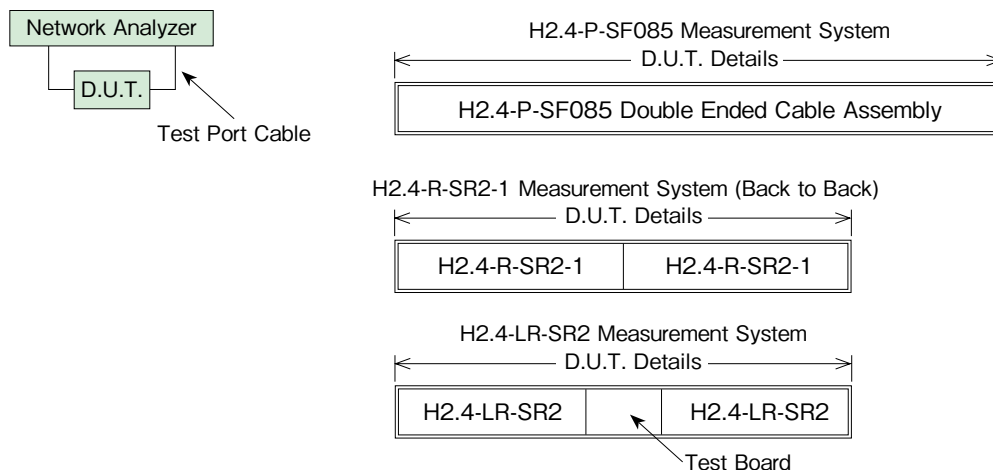 Network Analyzer
D.U.T.
Test Port Cable
H2.4-P-SF085 Measurement System
D.U.T. Details
H2.4-P-SF085 Double Ended Cable Assembly
H2.4-R-SR2-1 Measurement System (Back to Back)
D.U.T. Details
H2.4-R-SR2-1 H2.4-R-SR2-1
H2.4-LR-SR2 Measurement System
D.U.T. Details
H2.4-LR-SR2 H2.4-LR-SR2
Test Board